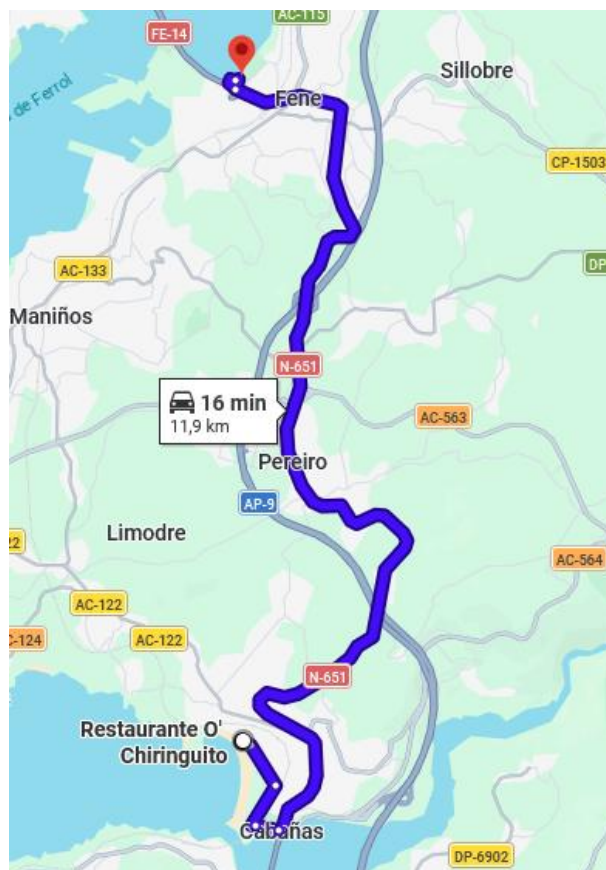 AC-115
FE-14
Sillobre
de Ferrol
Fene
CP-1503
AC-133
DP
Maniños
N-651
16 min
11,9 km
AC-563
Pereiro
AP-9
Limodre
22
AC-564
AC-122
C-124
AC-122
N-651
Restaurante O'
Chiringuito
Cabañas
DP-6902